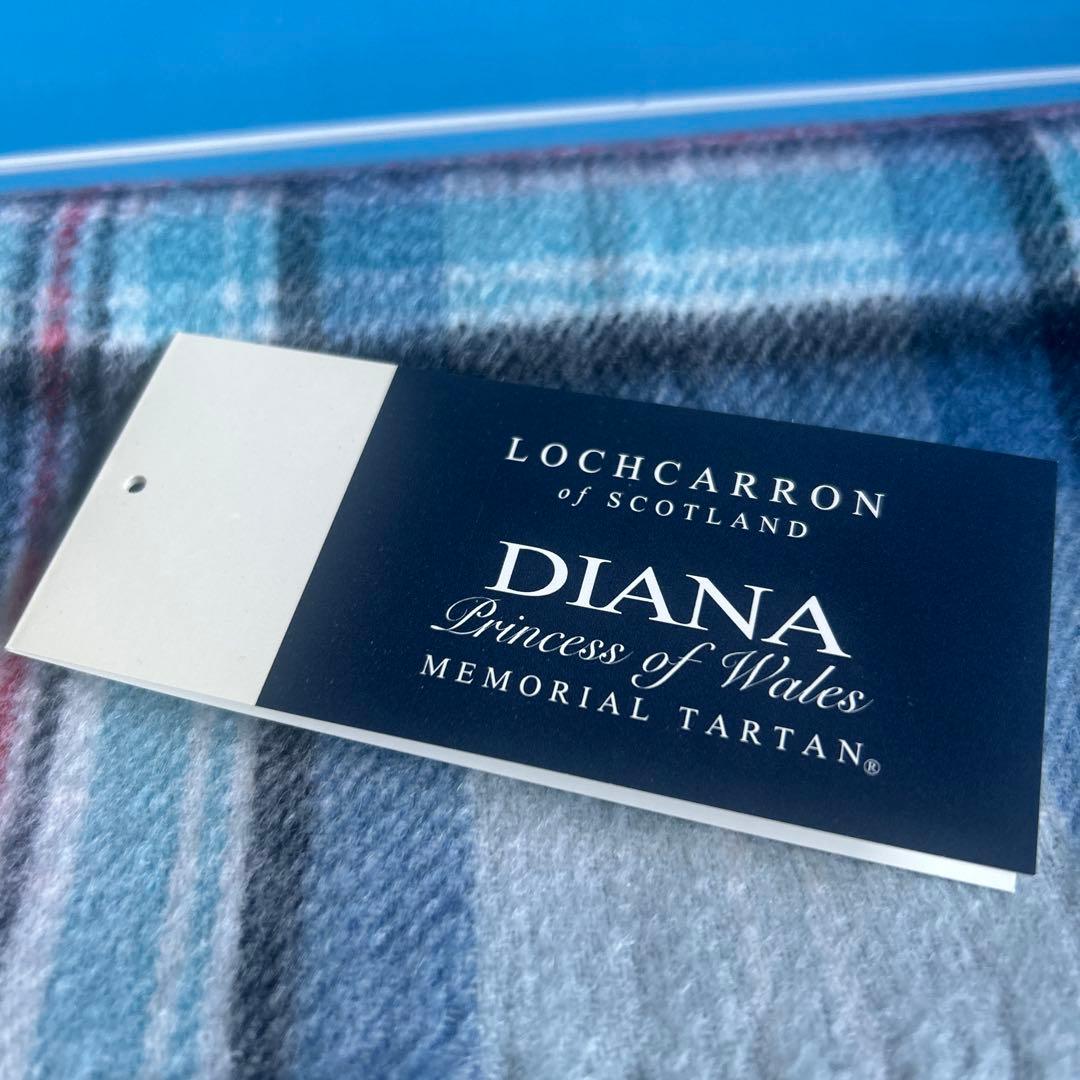 LOCHCARRON
of SCOTLAND
DIANA
Princess of Wales
MEMORIAL TARTAN®